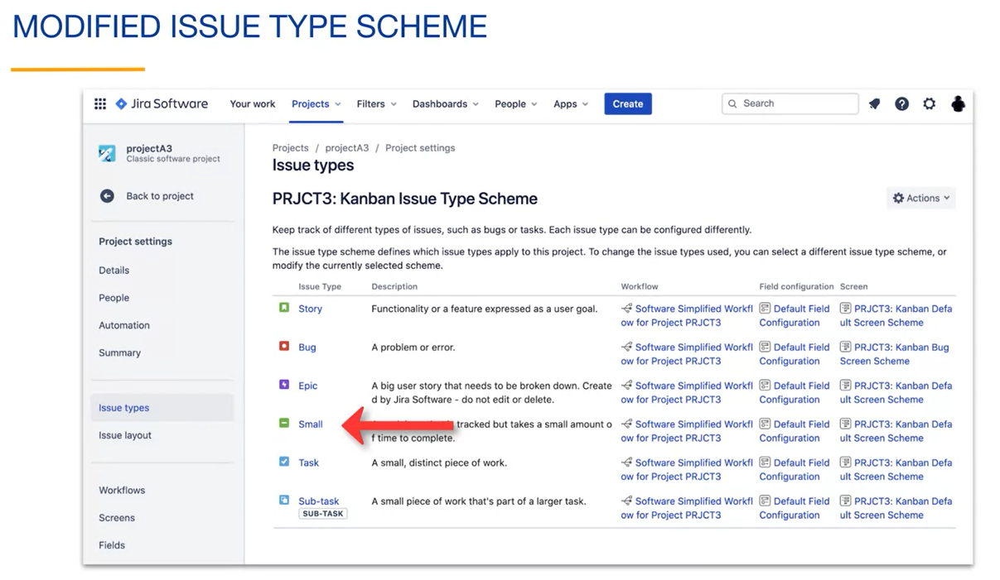 MODIFIED ISSUE TYPE SCHEME
Jira Software Your work Projects Filters Dashboards People Apps Create Search
projectA3
Classic software project
Back to project
Project settings
Details
People
Automation
Summary
Issue types
Issue layout
Workflows
Screens
Fields
Projects / projectA3 / Project settings
Issue types
PRJCT3: Kanban Issue Type Scheme
Actions
Keep track of different types of issues, such as bugs or tasks. Each issue type can be configured differently.
The issue type scheme defines which issue types apply to this project. To change the issue types used, you can select a different issue type scheme, or
modify the currently selected scheme.
Issue Type Description Workflow Field configuration Screen
Story Functionality or a feature expressed as a user goal. Software Simplified Workfl Default Field PRJCT3: Kanban Defa
ow for Project PRJCT3 Configuration ult Screen Scheme
Bug A problem or error. Software Simplified Workfl Default Field PRJCT3: Kanban Bug
ow for Project PRJCT3 Configuration Screen Scheme
Epic A big user story that needs to be broken down. Create Software Simplified Workfl Default Field PRJCT3: Kanban Defa
d by Jira Software - do not edit or delete. ow for Project PRJCT3 Configuration ult Screen Scheme
Small tracked but takes a small amount o Software Simplified Workfl Default Field PRJCT3: Kanban Defa
f time to complete. ow for Project PRJCT3 Configuration ult Screen Scheme
Task A small, distinct piece of work. Software Simplified Workfl Default Field PRJCT3: Kanban Defa
ow for Project PRJCT3 Configuration ult Screen Scheme
Sub-task A small piece of work that's part of a larger task. Software Simplified Workfl Default Field PRJCT3: Kanban Defa
SUB-TASK ow for Project PRJCT3 Configuration ult Screen Scheme